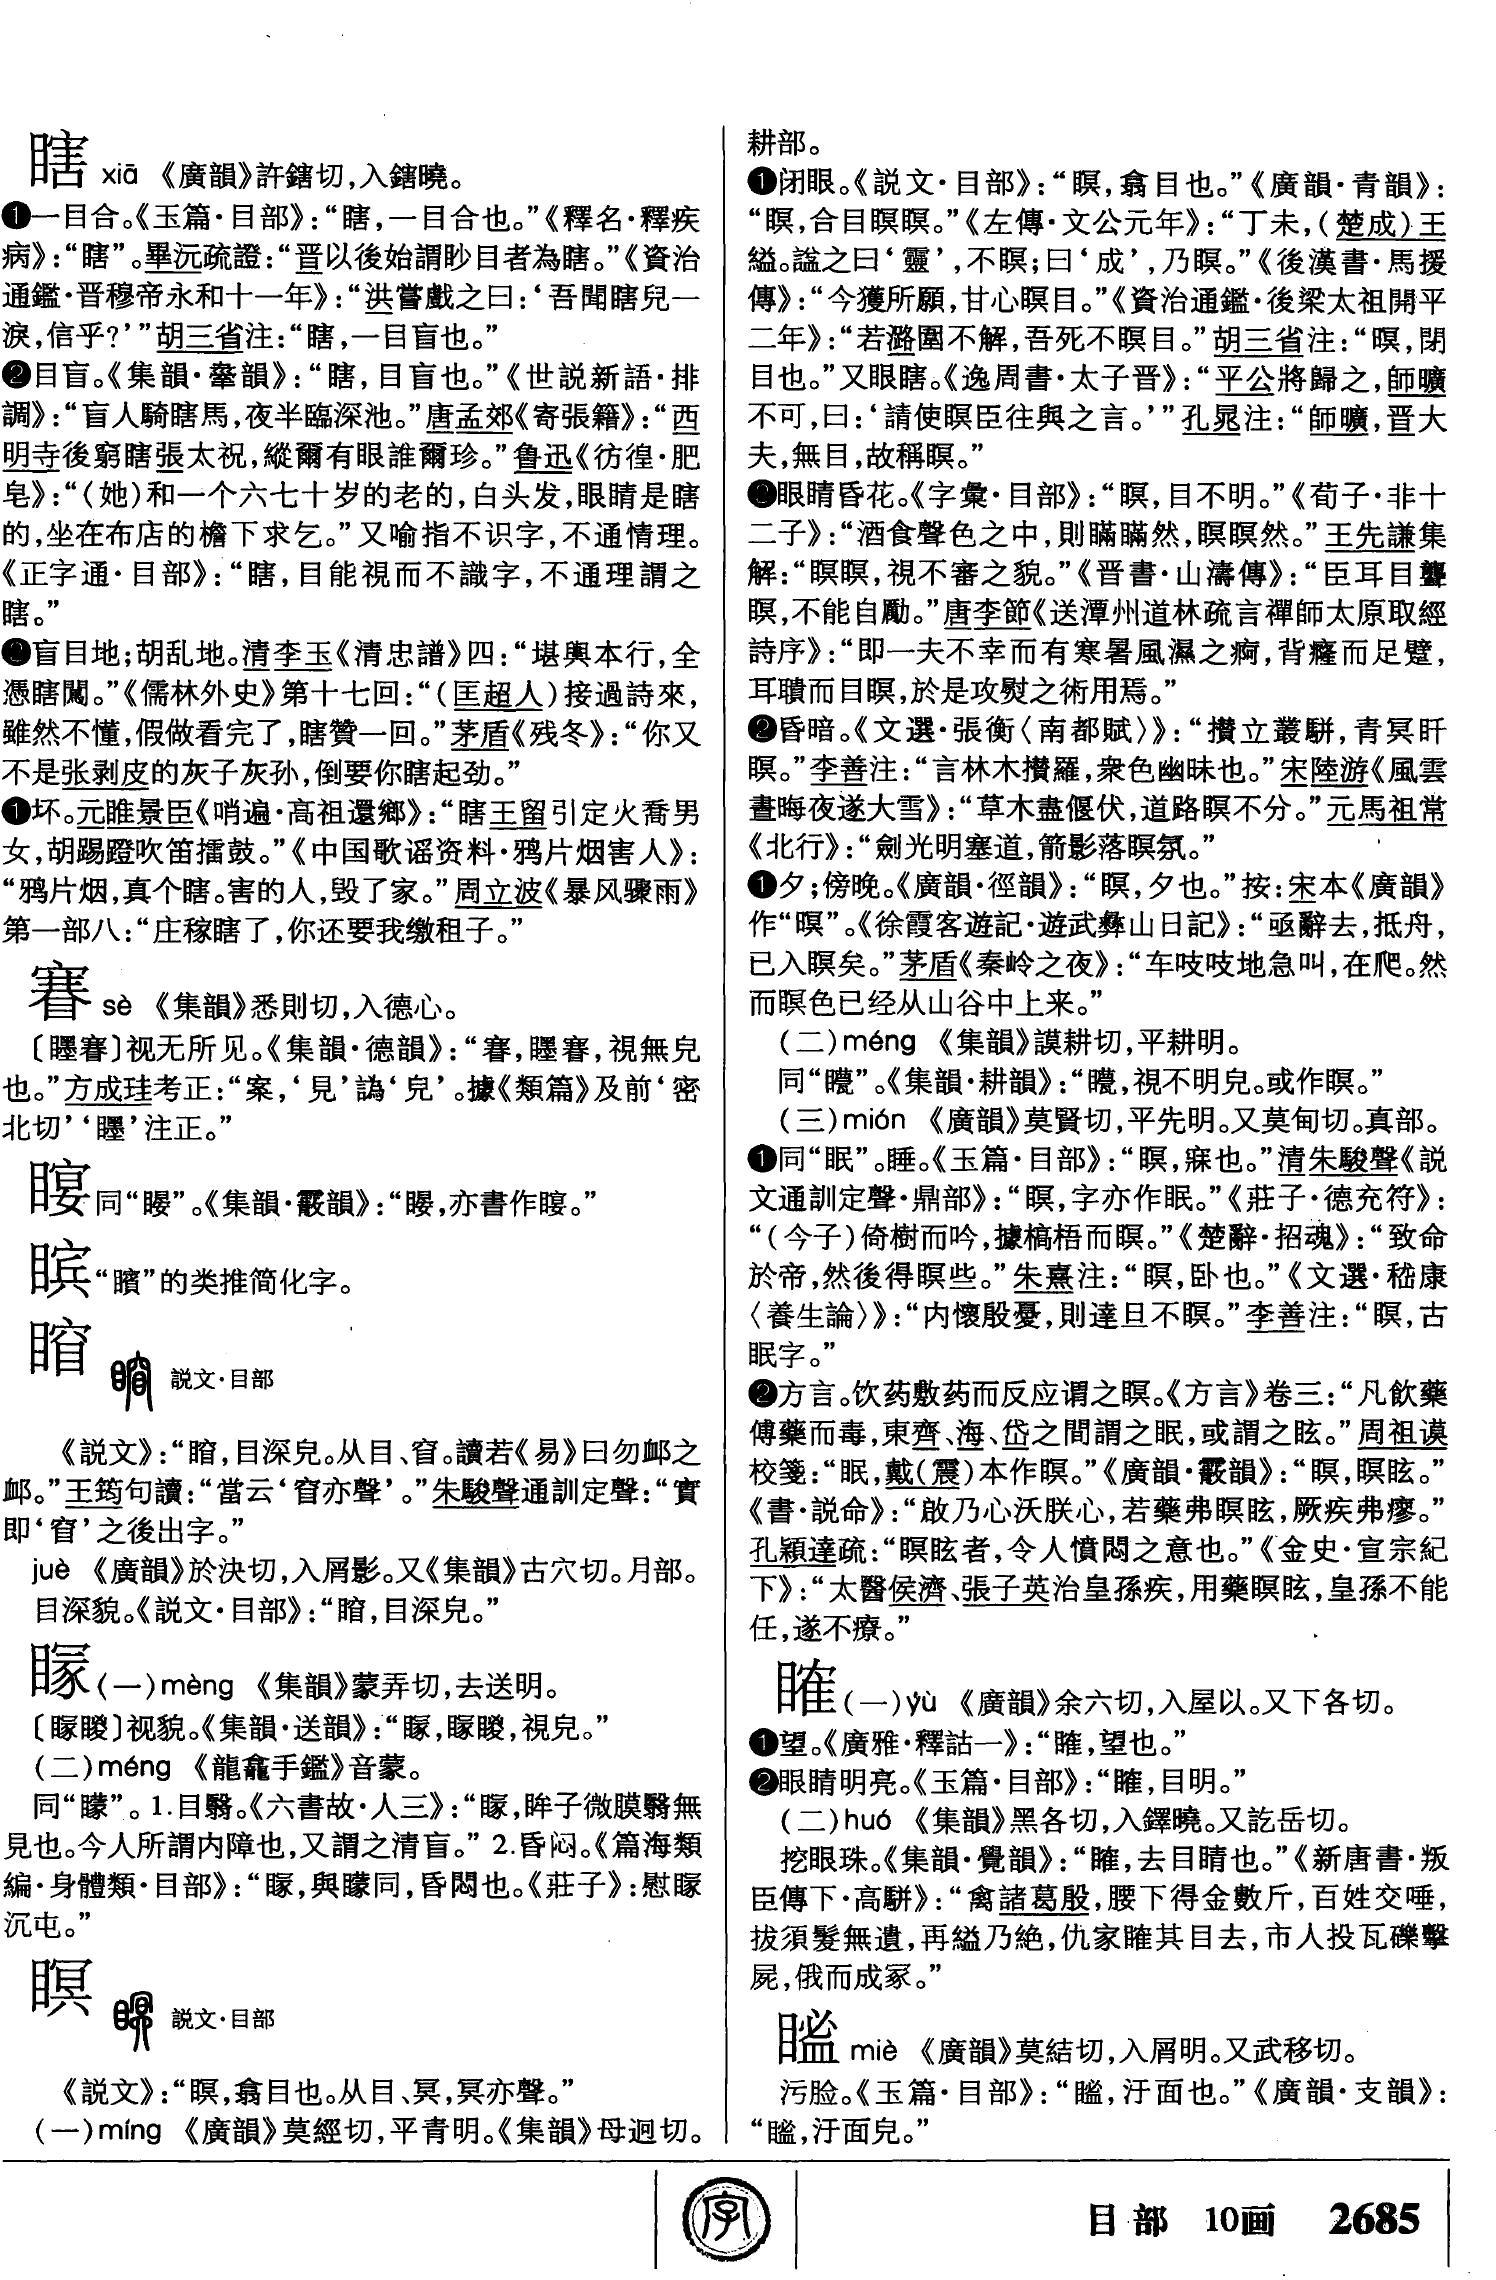 瞎 xiā 《廣韻》許鎋切,入鎋曉。
❶一目合。《玉篇·目部》:“瞎,一目合也。”《釋名·釋疾
病》:“瞎”。畢沅疏證:“晋以後始謂眇目者為瞎。”《資治
通鑑·晋穆帝永和十一年》:“洪嘗戲之曰:‘吾聞瞎兒一
淚,信乎?’”胡三省注:“瞎,一目盲也。”
❷目盲。《集韻·舝韻》:“瞎,目盲也。”《世説新語·排
調》:“盲人騎瞎馬,夜半臨深池。”唐孟郊《寄張籍》:“西
明寺後窮瞎張太祝,縱爾有眼誰爾珍。”鲁迅《彷徨·肥
皂》:“(她)和一个六七十岁的老的,白头发,眼睛是瞎
的,坐在布店的檐下求乞。”又喻指不识字,不通情理。
《正字通·目部》:“瞎,目能視而不識字,不通理謂之
瞎。”
❸盲目地;胡乱地。清李玉《清忠譜》四:“堪輿本行,全
憑瞎闖。”《儒林外史》第十七回:“(匡超人)接過詩來,
雖然不懂,假做看完了,瞎贊一回。”茅盾《残冬》:“你又
不是张剥皮的灰子灰孙,倒要你瞎起劲。”
❶坏。元睢景臣《哨遍·高祖還鄉》:“瞎王留引定火喬男
女,胡踢蹬吹笛擂鼓。”《中国歌谣资料·鸦片烟害人》:
“鸦片烟,真个瞎。害的人,毁了家。”周立波《暴风骤雨》
第一部八:“庄稼瞎了,你还要我缴租子。”
sè 《集韻》悉則切,入德心。
视无所见。《集韻·德韻》:視無皃
也。”方成珪考正:“案,‘見’譌‘皃’。據《類篇》及前‘密
北切’注正。”
同“䁙”。《集韻·霰韻》:亦書作
“矉”的类推简化字。
䆞 説文·目部
《説文》:目深皃。从目、窅。讀若《易》曰勿卹之
卹。”王筠句讀:“當云‘窅亦聲’。”朱駿聲通訓定聲:“實
即‘窅’之後出字。”
juè 《廣韻》於決切,入屑影。又《集韻》古穴切。月部。
目深貌。《説文·目部》:目深皃。”
䁅(一)mèng 《集韻》蒙弄切,去送明。
视貌。《集韻·送韻》:視皃。”
(二)méng 《龍龕手鑑》音蒙。
同“矇”。1.目翳。《六書故·人三》:眸子微膜翳無
見也。今人所謂内障也,又謂之清盲。”2.昏闷。《篇海類
編·身體類·目部》:與矇同,昏悶也。《莊子》:慰
沉屯。”
瞑 説文·目部
《説文》:“瞑,翕目也。从目、冥,冥亦聲。”
(一)míng 《廣韻》莫經切,平青明。《集韻》母迥切。
耕部。
❶闭眼。《説文·目部》:“瞑,翕目也。”《廣韻·青韻》:
“瞑,合目瞑瞑。”《左傳·文公元年》:“丁未,(楚成)王
縊。謚之曰‘靈’,不瞑;曰‘成’,乃瞑。”《後漢書·馬援
傳》:“今獲所願,甘心瞑目。”《資治通鑑·後梁太祖開平
二年》:“若潞圍不解,吾死不瞑目。”胡三省注:“瞑,閉
目也。”又眼瞎。《逸周書·太子晉》:“平公將歸之,師曠
不可,曰:‘請使瞑臣往與之言。’”孔晁注:“師曠,晋大
夫,無目,故稱瞑。”
❷眼睛昏花。《字彙·目部》:“瞑,目不明。”《荀子·非十
二子》:“酒食聲色之中,則瞞瞞然,瞑瞑然。”王先謙集
解:“瞑瞑,視不審之貌。”《晋書·山濤傳》:“臣耳目聾
瞑,不能自勵。”唐李節《送潭州道林疏言禪師太原取經
詩序》:“即一夫不幸而有寒暑風濕之痾,背癃而足躄,
耳聵而目瞑,於是攻熨之術用焉。”
❷昏暗。《文選·張衡〈南都賦〉》:“攢立叢駢,青冥盰
瞑。”李善注:“言林木攢羅,衆色幽昧也。”宋陸游《風雲
晝晦夜遂大雪》:“草木盡偃伏,道路瞑不分。”元馬祖常
《北行》:“劍光明塞道,箭影落瞑氛。”
❶夕;傍晚。《廣韻·徑韻》:“瞑,夕也。”按:宋本《廣韻》
作“暝”。《徐霞客遊記·遊武彝山日記》:“亟辭去,抵舟,
已入瞑矣。”茅盾《秦岭之夜》:“车吱吱地急叫,在爬。然
而瞑色已经从山谷中上来。”
(二)méng 《集韻》謨耕切,平耕明。
同《集韻·耕韻》:視不明皃。或作瞑。”
(三)mión 《廣韻》莫賢切,平先明。又莫甸切。真部。
❶同“眠”。睡。《玉篇·目部》:“瞑,寐也。”清朱駿聲《説
文通訓定聲·鼎部》:“瞑,字亦作眠。”《莊子·德充符》:
“(今子)倚樹而吟,據槁梧而瞑。”《楚辭·招魂》:“致命
於帝,然後得瞑些。”朱熹注:“瞑,卧也。”《文選·嵇康
〈養生論〉》:“内懷殷憂,則達旦不瞑。”李善注:“瞑,古
眠字。”
❷方言。饮药敷药而反应谓之瞑。《方言》卷三:“凡飲藥
傅藥而毒,東齊、海、岱之間謂之眠,或謂之眩。”周祖谟
校箋:“眠,戴(震)本作瞑。”《廣韻·霰韻》:“瞑,瞑眩。”
《書·説命》:“啟乃心沃朕心,若藥弗瞑眩,厥疾弗瘳。”
孔穎達疏:“瞑眩者,令人憤悶之意也。”《金史·宣宗紀
下》:“太醫侯濟、張子英治皇孫疾,用藥瞑眩,皇孫不能
任,遂不療。”
䧹(一)yù 《廣韻》余六切,入屋以。又下各切。
❶望。《廣雅·釋詁一》:望也。”
❷眼睛明亮。《玉篇·目部》:目明。”
(二)huó 《集韻》黑各切,入鐸曉。又訖岳切。
挖眼珠。《集韻·覺韻》:去目睛也。”《新唐書·叛
臣傳下·高駢》:“禽諸葛殷,腰下得金數斤,百姓交唾,
拔須髮無遺,再縊乃絶,仇家其目去,市人投瓦礫擊
屍,俄而成冢。”
miè 《廣韻》莫結切,入屑明。又武移切。
污脸。《玉篇·目部》:汙面也。”《廣韻·支韻》:
汙面皃。”
字
目部 10画 2685